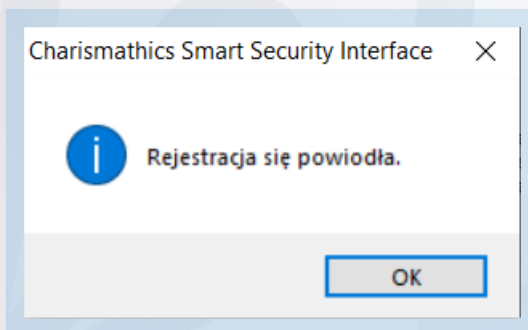 Charismathics Smart Security Interface
Rejestracja się powiodła.
OK